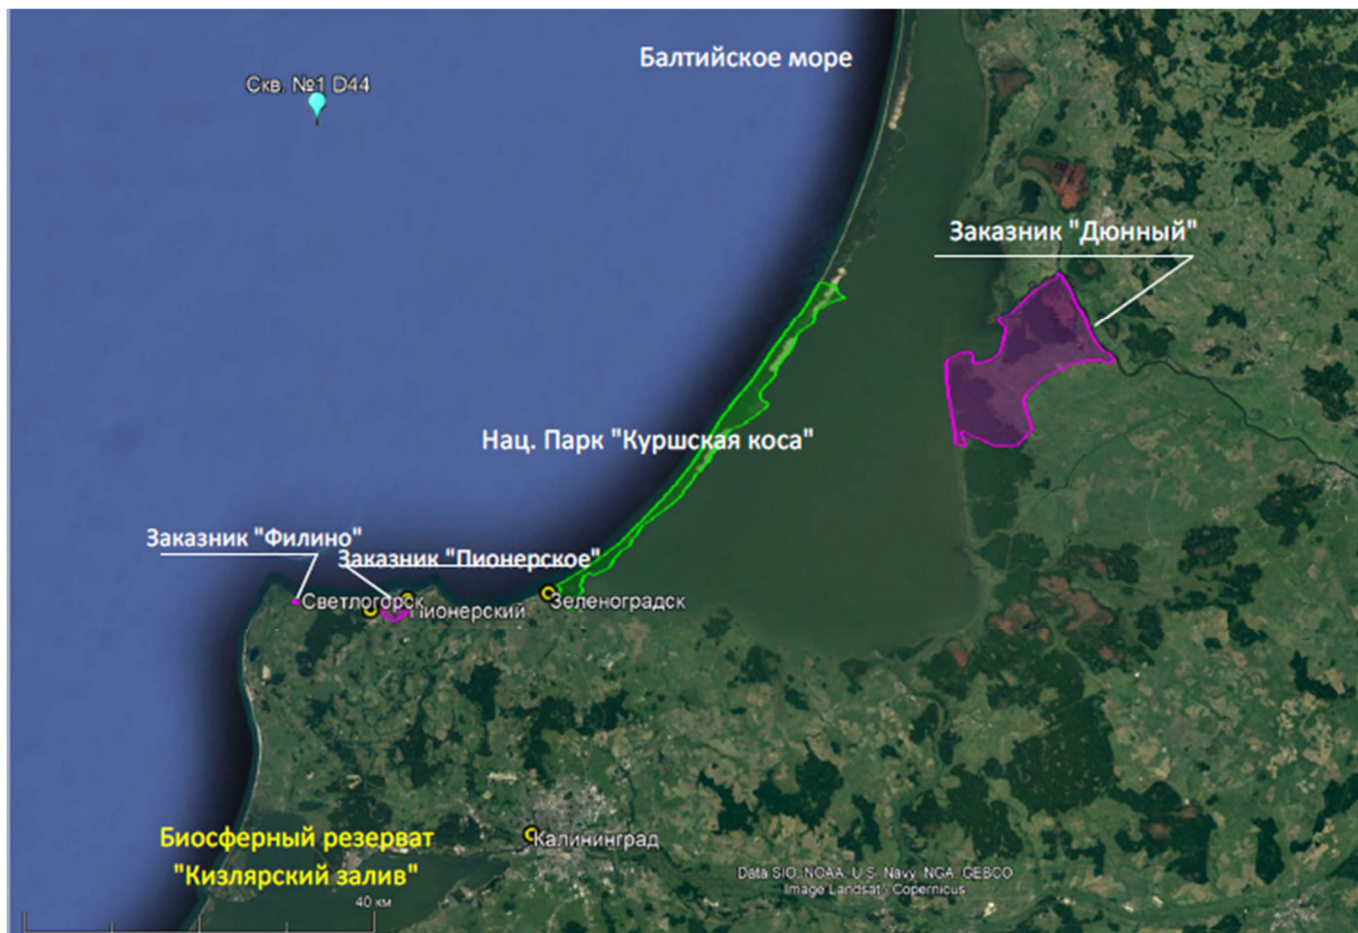 Балтийское море
Скв. №1 D44
Заказник "Дюнный"
Нац. Парк "Куршская коса"
Заказник "Филино"
Заказник "Пионерское"
Светлогорск
Пионерский
Зеленоградск
Калининград
Биосферный резерват
"Кизлярский залив"
Data SIO, NOAA, U.S. Navy, NGA, GEBCO
Image Landsat / Copernicus
40 км